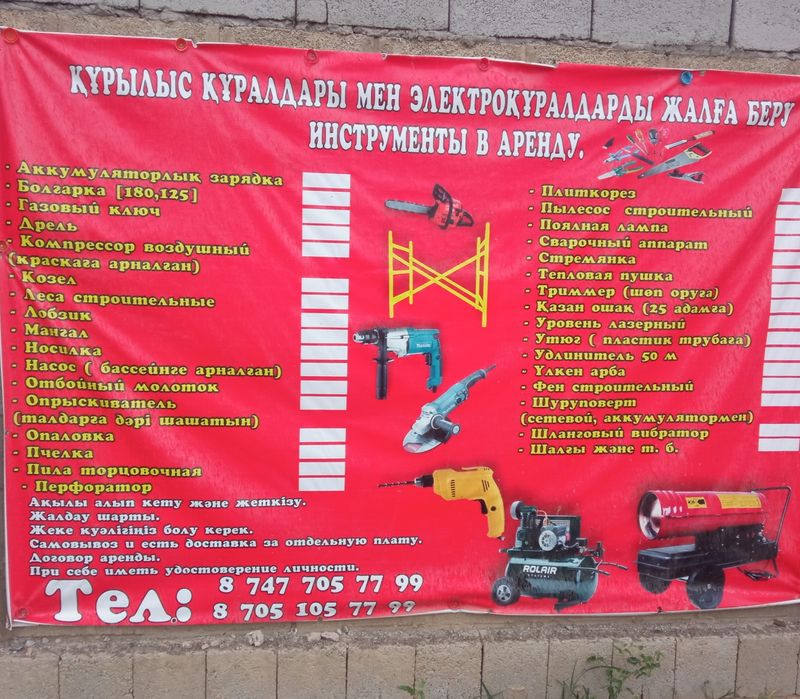 ҚҰРЫЛЫС ҚҰРАЛДАРЫ МЕН ЭЛЕКТРОҚҰРАЛДАРДЫ ЖАЛҒА БЕРУ
ИНСТРУМЕНТЫ В АРЕНДУ.
- Аккумуляторлық зарядка
- Болгарка [180,125]
- Газовый ключ
- Дрель
- Компрессор воздушный
(краскаға арналған)
- Козел
- Леса строительные
- Лобзик
- Мангал
- Носилка
- Насос ( бассейнге арналған)
- Отбойный молоток
- Опрыскиватель
(талдарға дәрі шашатын)
- Опаловка
- Пчелка
- Пила торцовочная
- Перфоратор
- Плиткорез
- Пылесос строительный
- Поялная лампа
- Сварочный аппарат
- Стремянка
- Тепловая пушка
- Триммер (шөп оруға)
- Қазан ошақ (25 адамға)
- Уровень лазерный
- Утюг ( пластик трубаға)
- Удлинитель 50 м
- Үлкен арба
- Фен строительный
- Шуруповерт
(сетевой, аккумулятормен)
- Шланговый вибратор
- Шалғы және т. б.
Ақылы алып кету және жеткізу.
Жалдау шарты.
Жеке куәлігіңіз болу керек.
Самовывоз и есть доставка за отдельную плату.
Договор аренды.
При себе иметь удостоверение личности.
Тел: 8 747 705 77 99
8 705 105 77 99
makita
ROLAIR
SYSTEMS